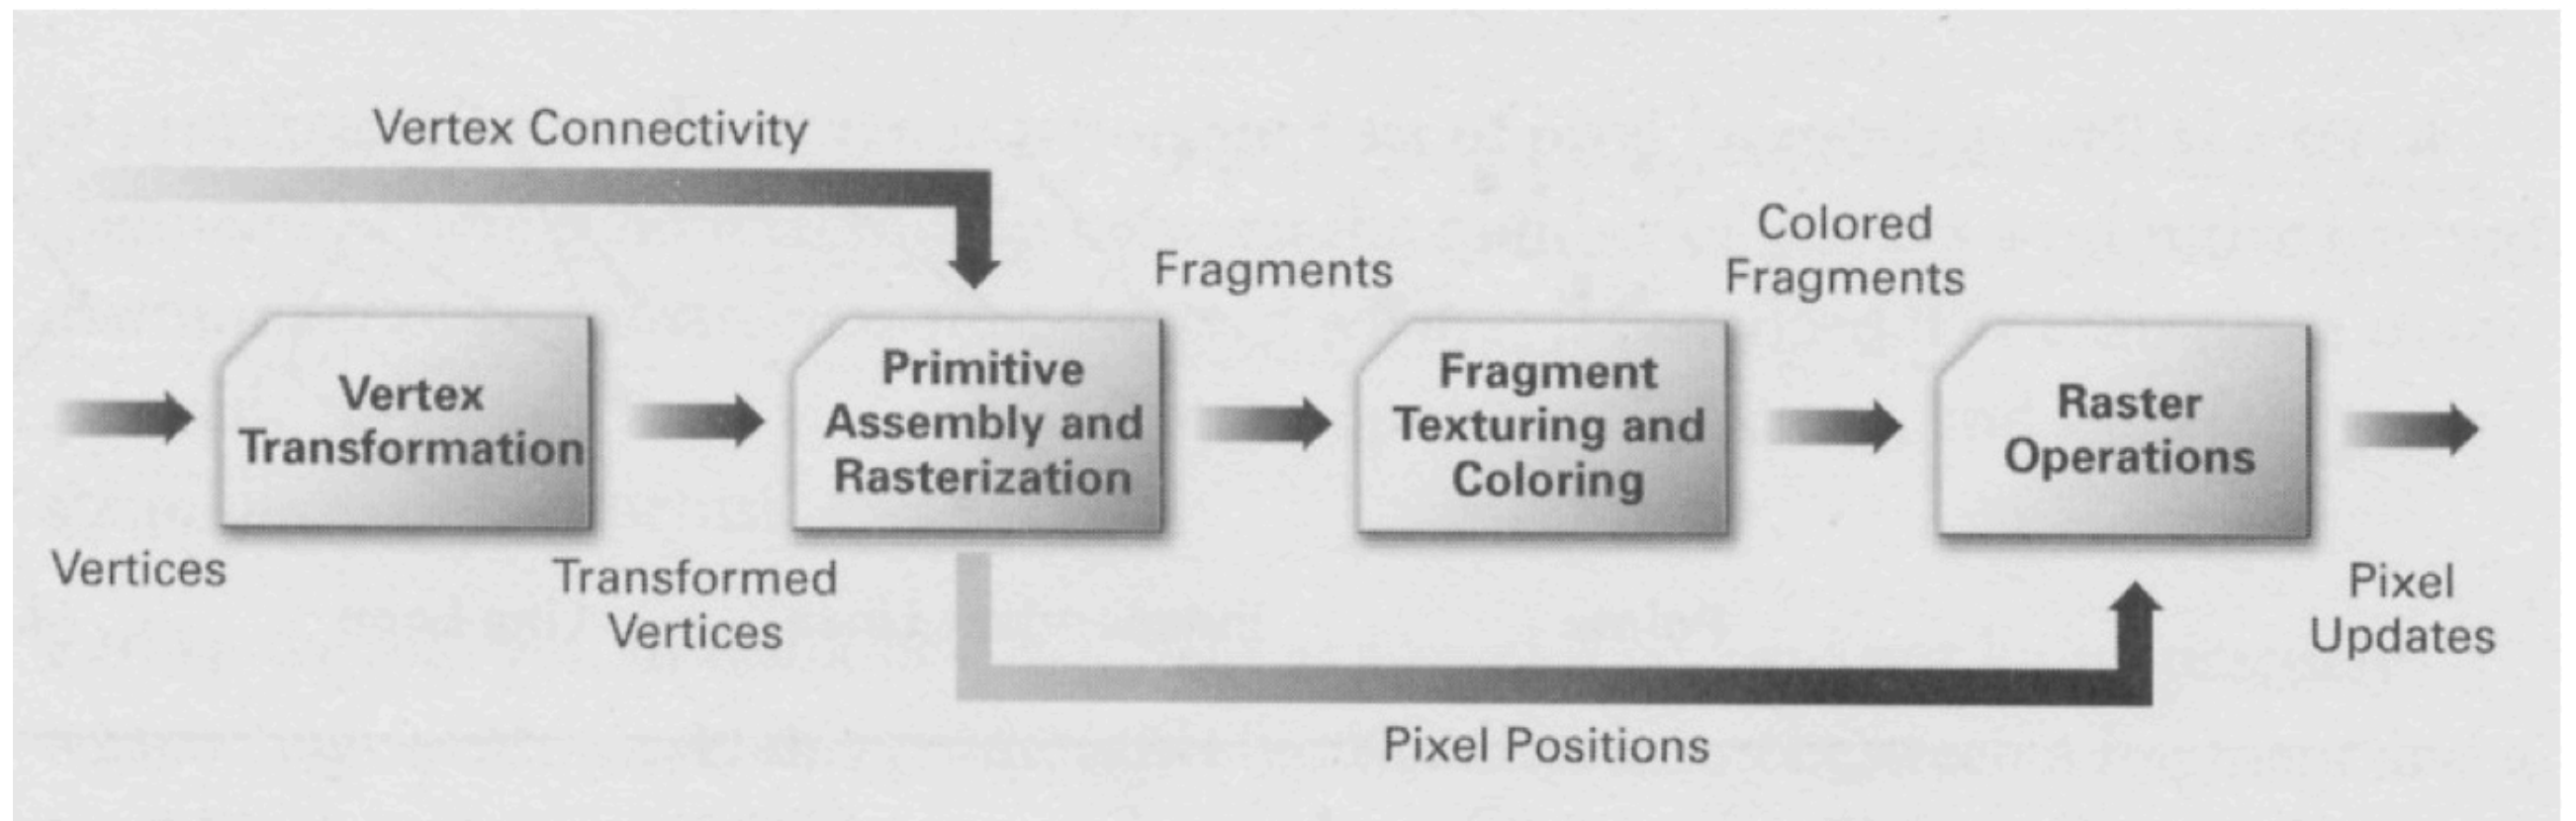 Vertex Connectivity
Colored
Fragments
Fragments
Vertex
Transformation
Primitive
Assembly and
Rasterization
Fragment
Texturing and
Coloring
Raster
Operations
Vertices
Transformed
Vertices
Pixel
Updates
Pixel Positions